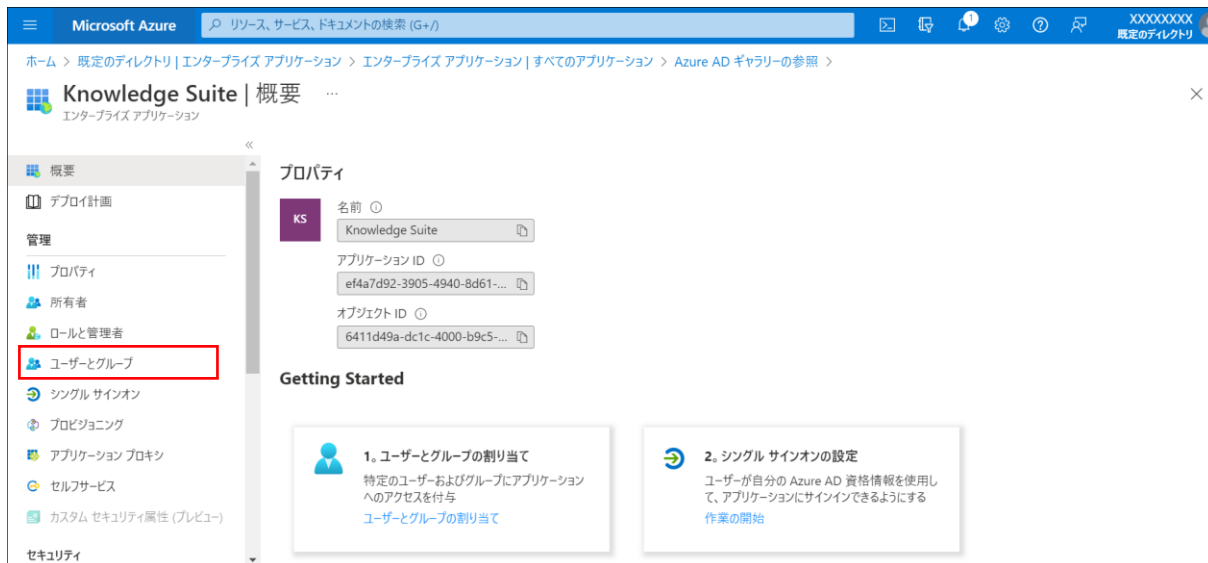 Microsoft Azure
リソース、サービス、ドキュメントの検索 (G+/)
1
XXXXXXXX
既定のディレクトリ
ホーム > 既定のディレクトリ | エンタープライズ アプリケーション > エンタープライズ アプリケーション | すべてのアプリケーション > Azure AD ギャラリーの参照 >
Knowledge Suite | 概要 …
エンタープライズ アプリケーション
概要
デプロイ計画
管理
プロパティ
所有者
ロールと管理者
ユーザーとグループ
シングル サインオン
プロビジョニング
アプリケーション プロキシ
セルフサービス
カスタム セキュリティ属性 (プレビュー)
セキュリティ
プロパティ
KS
名前
Knowledge Suite
アプリケーション ID
ef4a7d92-3905-4940-8d61-...
オブジェクト ID
6411d49a-dc1c-4000-b9c5-...
Getting Started
1。ユーザーとグループの割り当て
特定のユーザーおよびグループにアプリケーション
へのアクセスを付与
ユーザーとグループの割り当て
2。シングル サインオンの設定
ユーザーが自分の Azure AD 資格情報を使用し
て、アプリケーションにサインインできるようにする
作業の開始